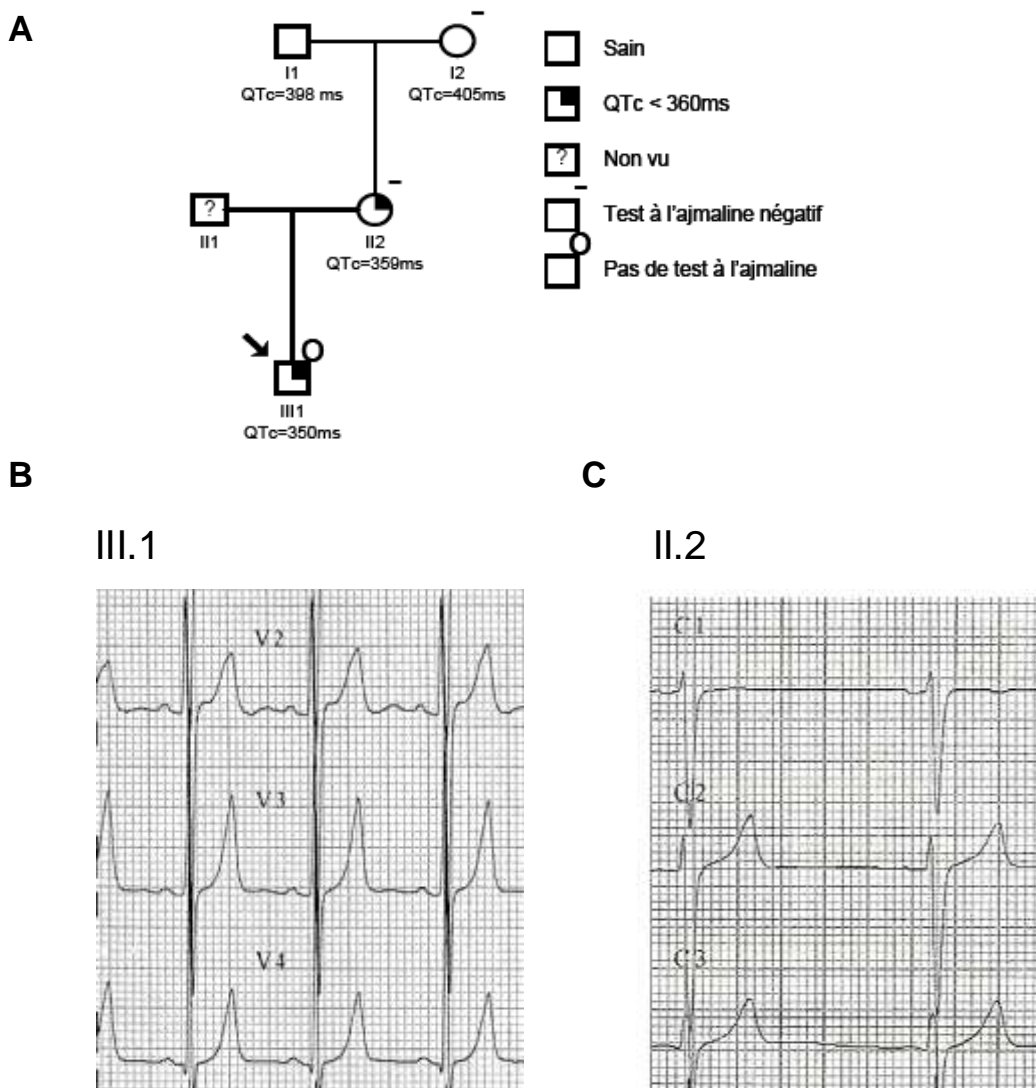 A
I1
QTc=398 ms
I2
QTc=405ms
-
Sain
QTc < 360ms
? Non vu
- Test à l'ajmaline négatif
O Pas de test à l'ajmaline
?
II1
-
II2
QTc=359ms
O
III1
QTc=350ms
B
C
III.1
II.2
V2
V3
V4
C1
C2
C3